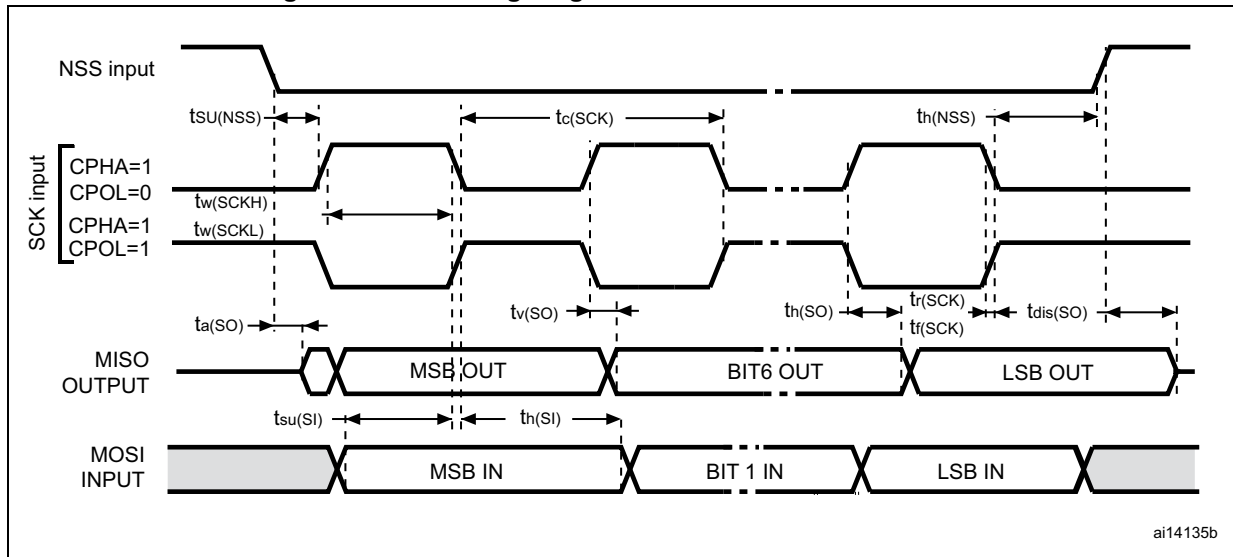 NSS input
tSU(NSS)
tc(SCK)
th(NSS)
SCK input
CPHA=1
CPOL=0
tw(SCKH)
CPHA=1
tw(SCKL)
CPOL=1
ta(SO)
tv(SO)
th(SO)
tr(SCK)
tf(SCK)
tdis(SO)
MISO
OUTPUT
MSB OUT
BIT6 OUT
LSB OUT
tsu(SI)
th(SI)
MOSI
INPUT
MSB IN
BIT 1 IN
LSB IN
ai14135b